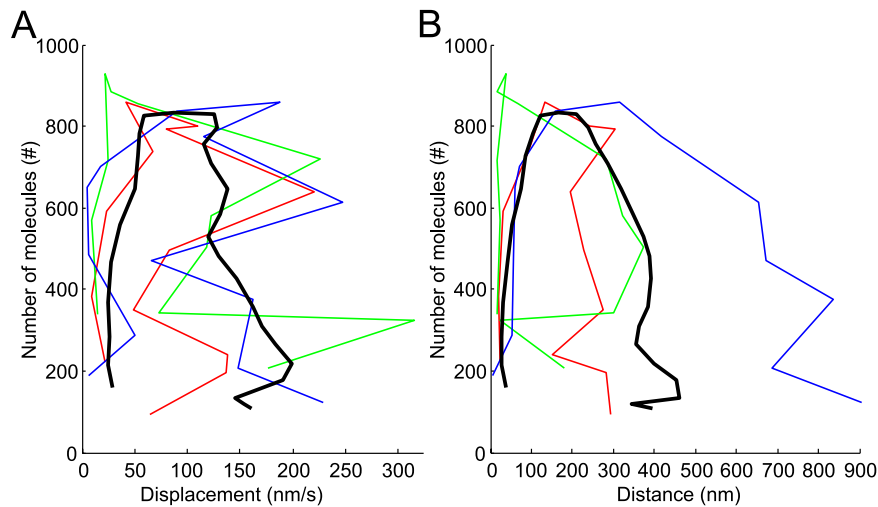 A
B
1000
800
600
400
200
0
Number of molecules (#)
0 50 100 150 200 250 300
Displacement (nm/s)
1000
800
600
400
200
0
Number of molecules (#)
0 100 200 300 400 500 600 700 800 900
Distance (nm)